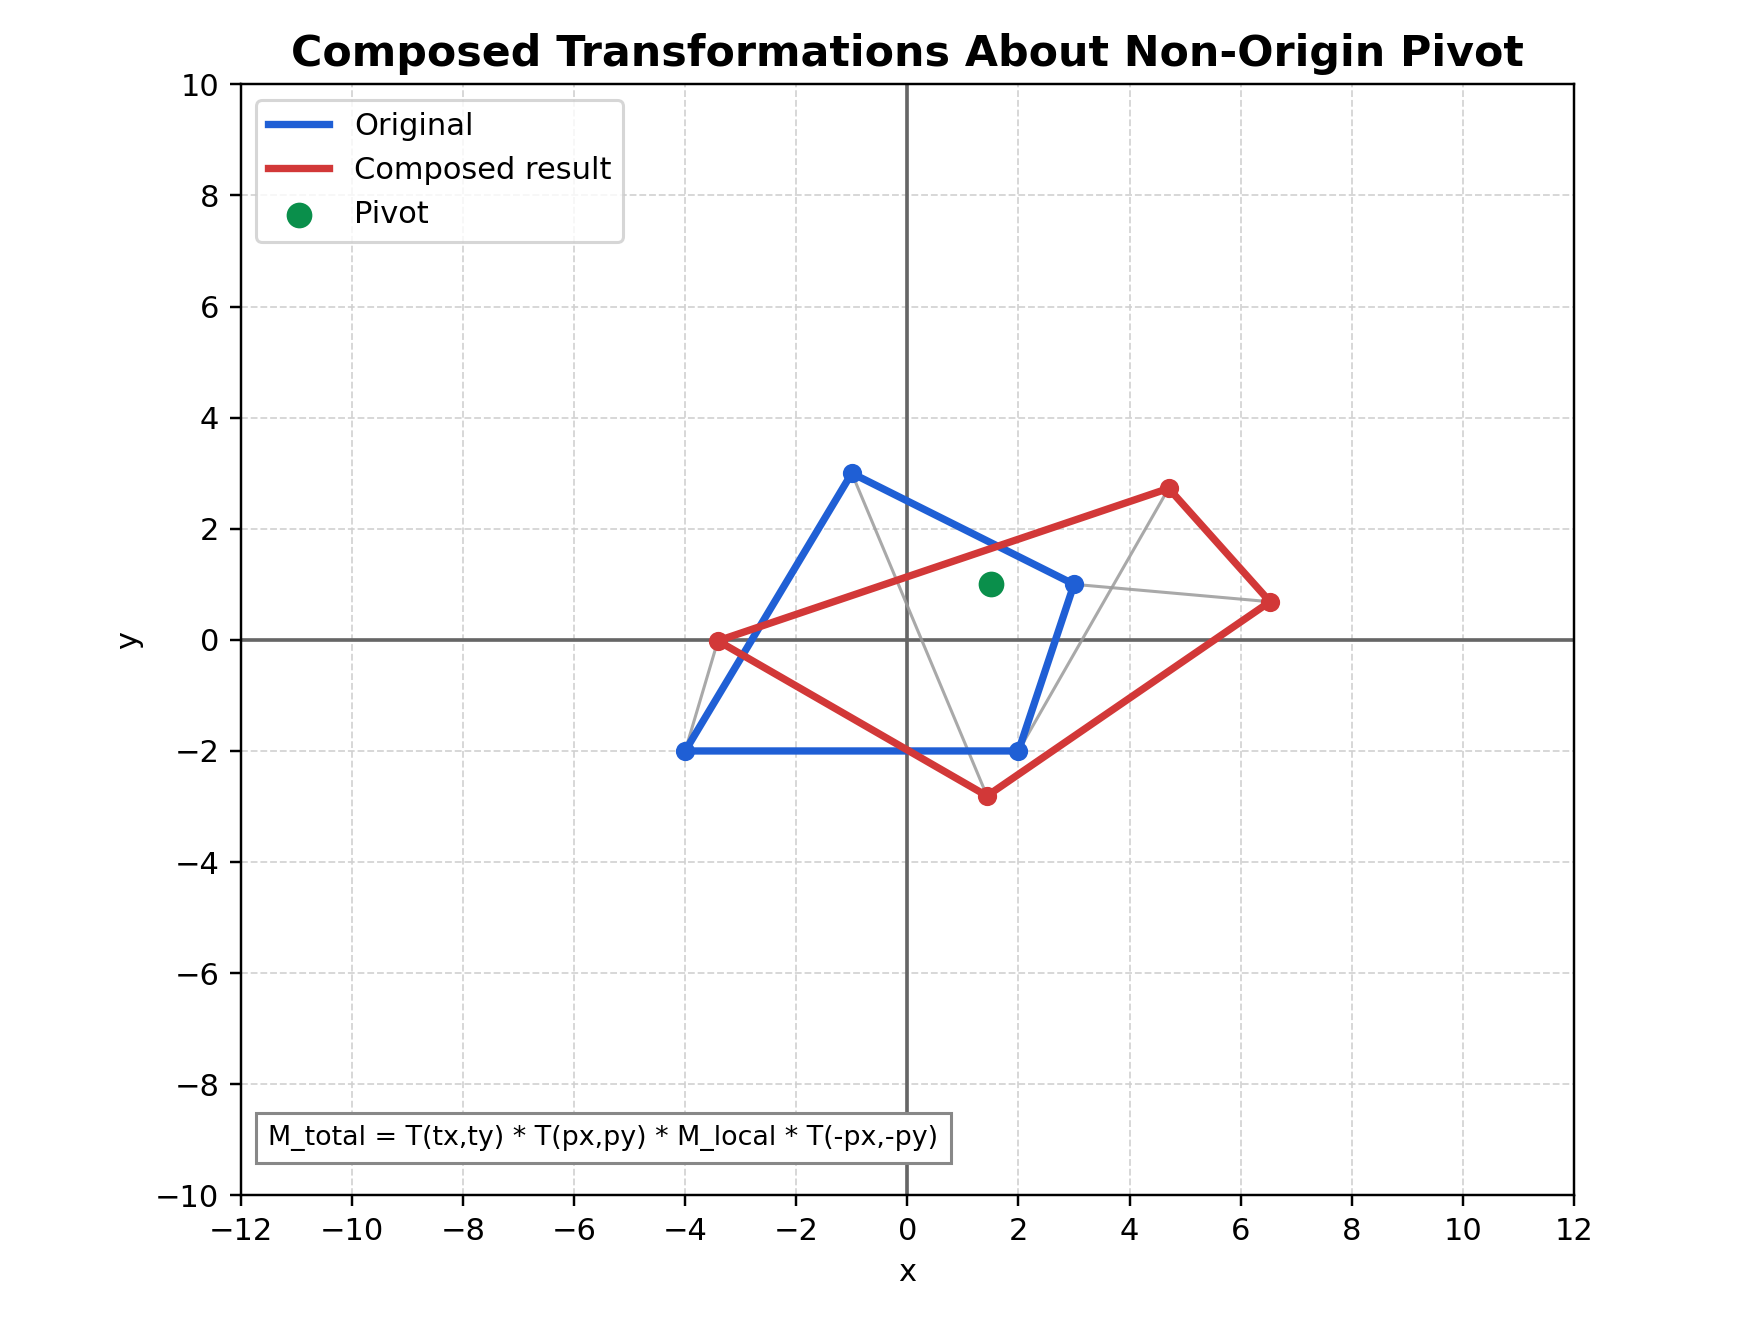 Composed Transformations About Non-Origin Pivot
Original
Composed result
Pivot
10
8
6
4
2
0
−2
−4
−6
−8
−10
y
M_total = T(tx,ty) * T(px,py) * M_local * T(-px,-py)
−12 −10 −8 −6 −4 −2 0 2 4 6 8 10 12
x